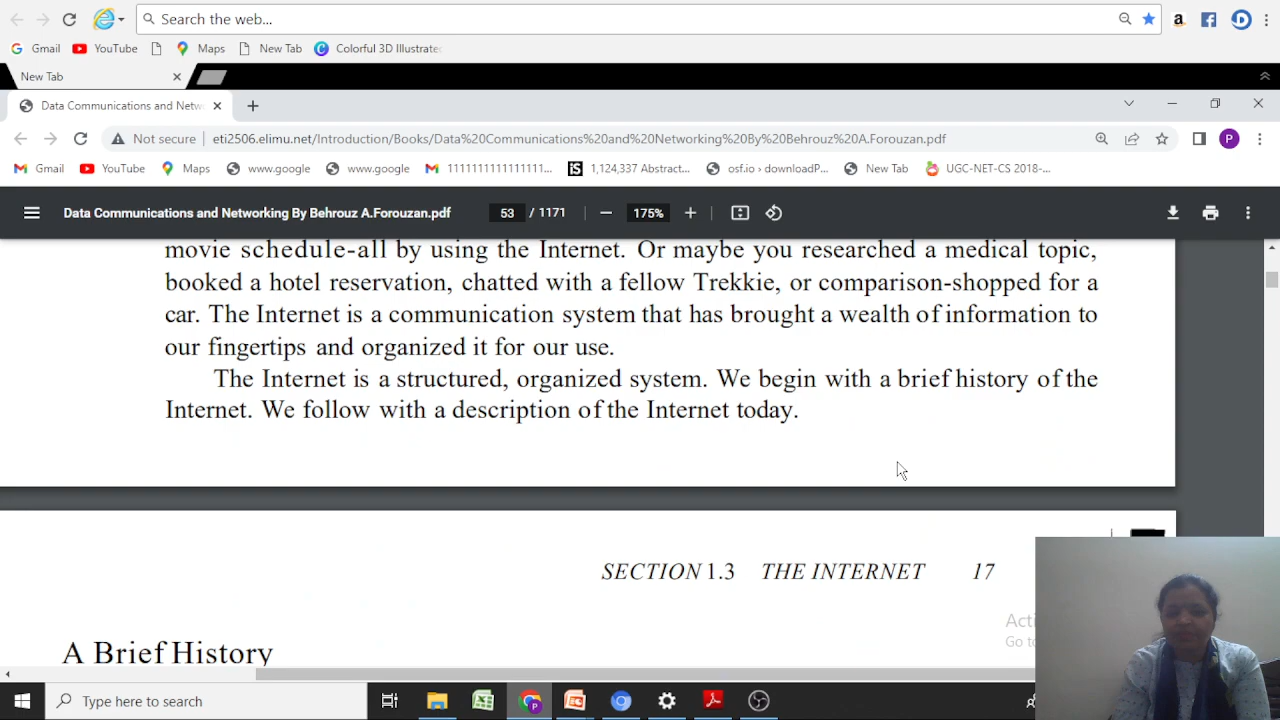 Search the web...
Gmail YouTube Maps New Tab Colorful 3D Illustrate
New Tab
Data Communications and Netw
Not secure eti2506.elimu.net/Introduction/Books/Data%20Communications%20and%20Networking%20By%20Behrouz%20A.Forouzan.pdf P
Gmail YouTube Maps www.google www.google 1111111111111111... 1,124,337 Abstract... osf.io › downloadP... New Tab UGC-NET-CS 2018-...
Data Communications and Networking By Behrouz A.Forouzan.pdf 53 / 1171 175%
movie schedule-all by using the Internet. Or maybe you researched a medical topic,
booked a hotel reservation, chatted with a fellow Trekkie, or comparison-shopped for a
car. The Internet is a communication system that has brought a wealth of information to
our fingertips and organized it for our use.
The Internet is a structured, organized system. We begin with a brief history of the
Internet. We follow with a description of the Internet today.
SECTION 1.3 THE INTERNET 17
A Brief History
Type here to search